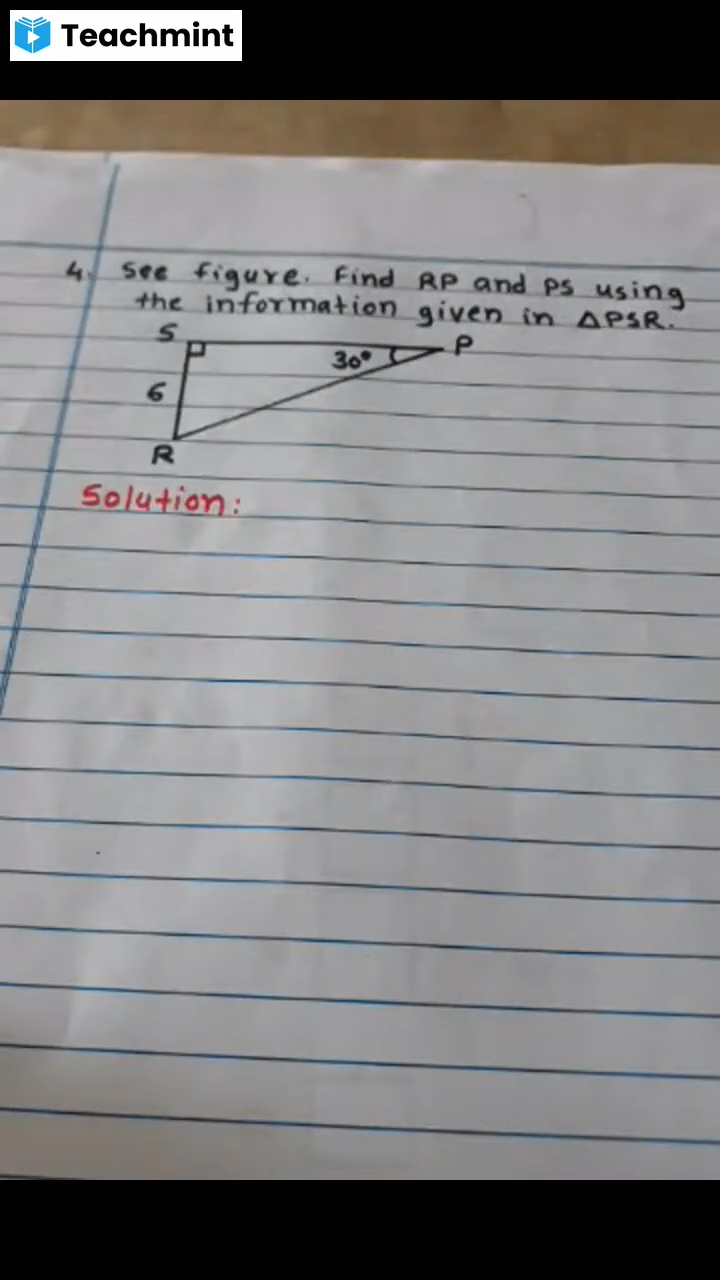 Teachmint
4. See figure. Find RP and PS using
the information given in ΔPSR.
S
30° P
6
R
Solution: